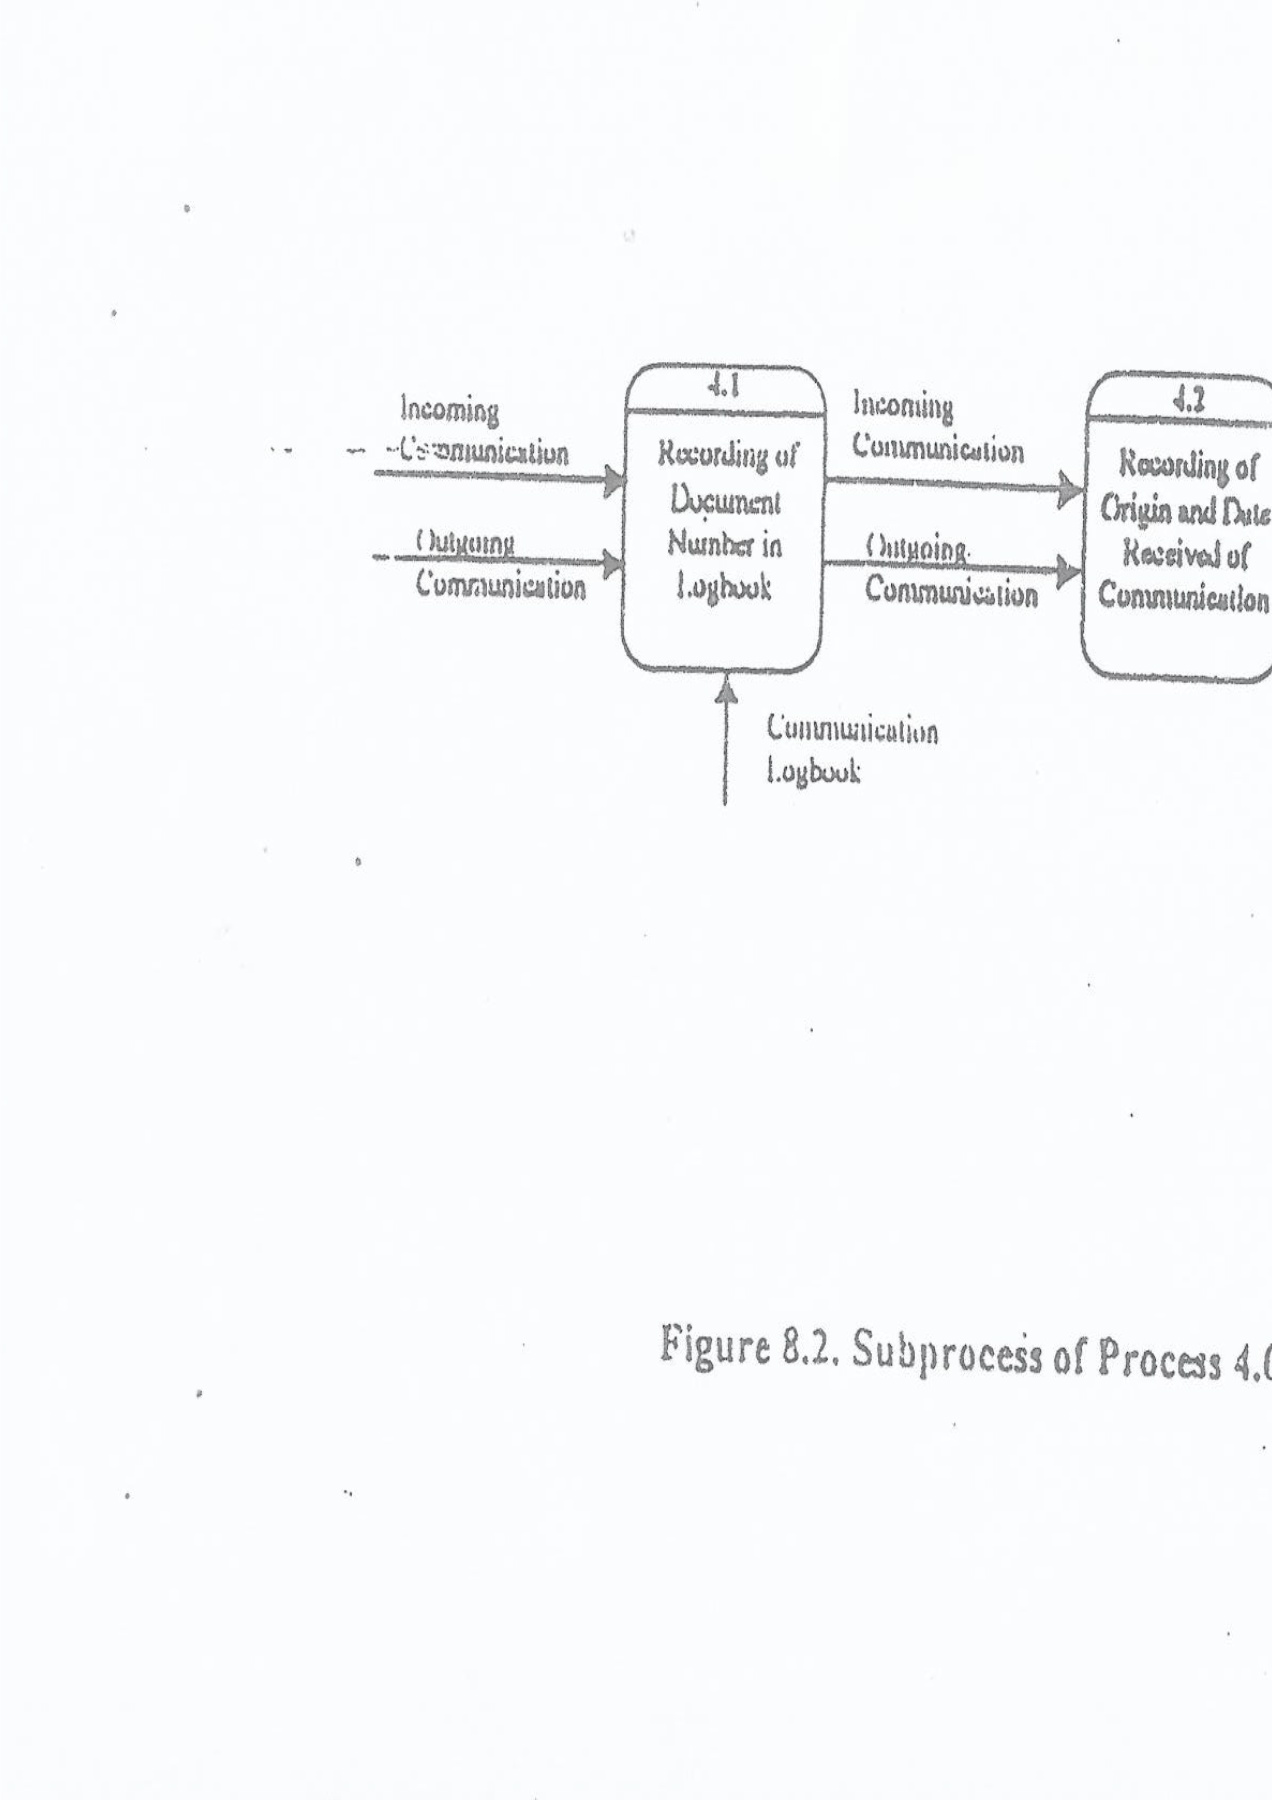 Incoming
Communication
Outgoing
Communication
4.1
Recording of
Document
Number in
Logbook
Incoming
Communication
Outgoing
Communication
4.2
Recording of
Origin and Date
Received of
Communication
Communication
Logbook
Figure 8.2. Subprocess of Process 4.0